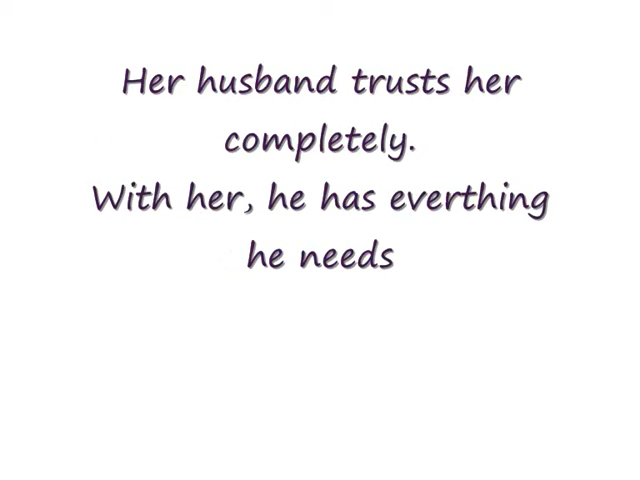 Her husband trusts her
completely.
With her, he has everthing
he needs